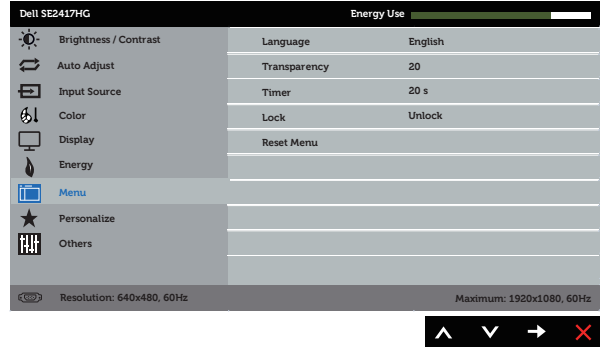 Dell SE2417HG Energy Use
Brightness / Contrast
Auto Adjust
Input Source
Color
Display
Energy
Menu
Personalize
Others
Language English
Transparency 20
Timer 20 s
Lock Unlock
Reset Menu
Resolution: 640x480, 60Hz Maximum: 1920x1080, 60Hz